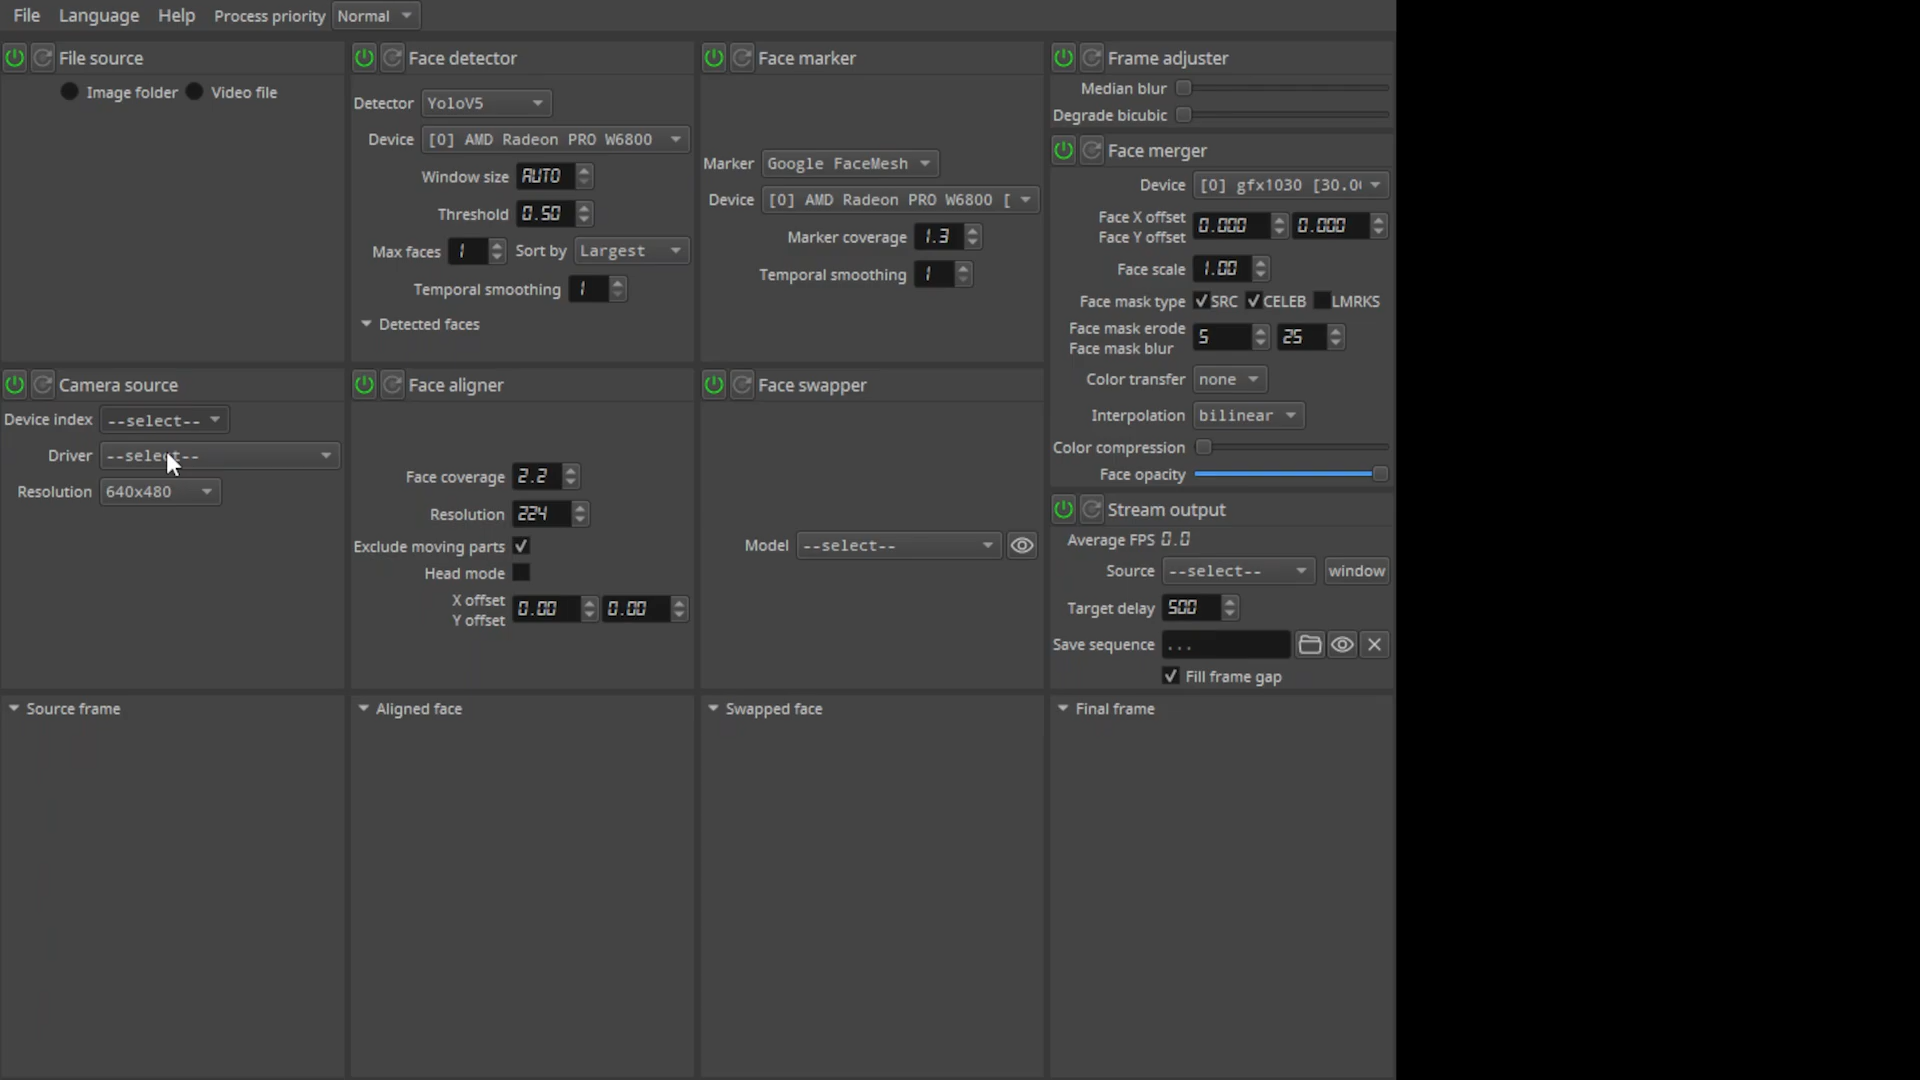 File Language Help Process priority Normal
File source
Image folder Video file
Face detector
Detector YoloV5
Device [0] AMD Radeon PRO W6800
Window size AUTO
Threshold 0.50
Max faces 1 Sort by Largest
Temporal smoothing 1
Detected faces
Face marker
Marker Google FaceMesh
Device [0] AMD Radeon PRO W6800 [
Marker coverage 1.3
Temporal smoothing 1
Frame adjuster
Median blur
Degrade bicubic
Face merger
Device [0] gfx1030 [30.0
Face X offset
Face Y offset 0.000 0.000
Face scale 1.00
Face mask type SRC CELEB LMRKS
Face mask erode
Face mask blur 5 25
Color transfer none
Interpolation bilinear
Color compression
Face opacity
Camera source
Device index --select--
Driver --select--
Resolution 640x480
Face aligner
Face coverage 2.2
Resolution 224
Exclude moving parts
Head mode
X offset
Y offset 0.00 0.00
Face swapper
Model --select--
Stream output
Average FPS 0.0
Source --select-- window
Target delay 500
Save sequence ...
Fill frame gap
Source frame
Aligned face
Swapped face
Final frame